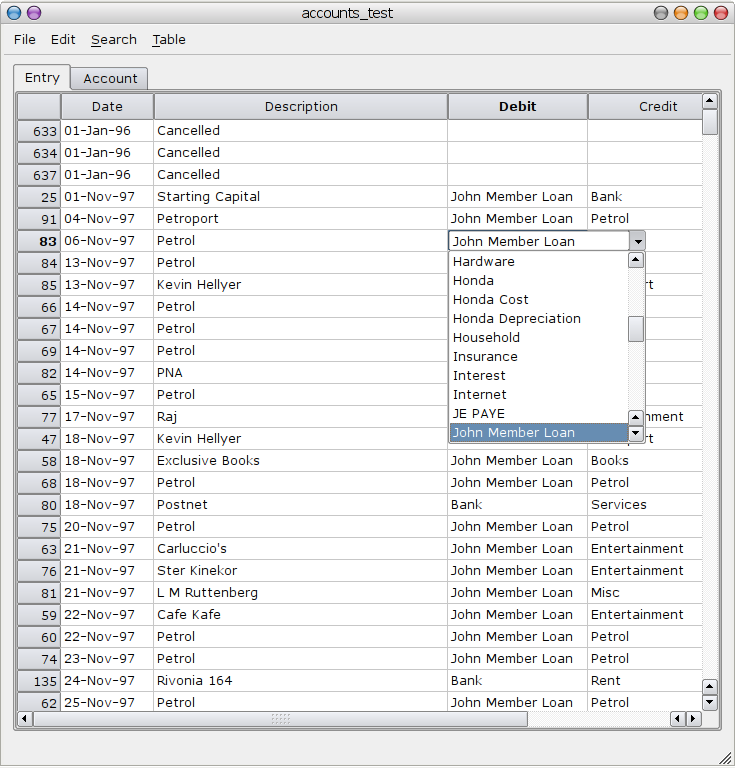 accounts_test
File Edit Search Table
Entry Account
Date Description Debit Credit
633 01-Jan-96 Cancelled
634 01-Jan-96 Cancelled
637 01-Jan-96 Cancelled
25 01-Nov-97 Starting Capital John Member Loan Bank
91 04-Nov-97 Petroport John Member Loan Petrol
83 06-Nov-97 Petrol John Member Loan
84 13-Nov-97 Petrol Hardware
85 13-Nov-97 Kevin Hellyer Honda
66 14-Nov-97 Petrol Honda Cost
67 14-Nov-97 Petrol Honda Depreciation
69 14-Nov-97 Petrol Household
82 14-Nov-97 PNA Insurance
Interest
65 15-Nov-97 Petrol Internet
77 17-Nov-97 Raj JE PAYE
47 18-Nov-97 Kevin Hellyer John Member Loan
58 18-Nov-97 Exclusive Books John Member Loan Books
68 18-Nov-97 Petrol John Member Loan Petrol
80 18-Nov-97 Postnet Bank Services
75 20-Nov-97 Petrol John Member Loan Petrol
63 21-Nov-97 Carluccio's John Member Loan Entertainment
76 21-Nov-97 Ster Kinekor John Member Loan Entertainment
81 21-Nov-97 L M Ruttenberg John Member Loan Misc
59 22-Nov-97 Cafe Kafe John Member Loan Entertainment
60 22-Nov-97 Petrol John Member Loan Petrol
74 23-Nov-97 Petrol John Member Loan Petrol
135 24-Nov-97 Rivonia 164 Bank Rent
62 25-Nov-97 Petrol John Member Loan Petrol